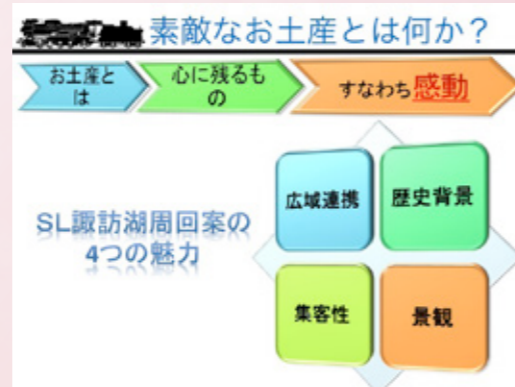 素敵なお土産とは何か？
お土産と
は
心に残るも
の
すなわち感動
SL諏訪湖周回案の
4つの魅力
広域連携
歴史背景
集客性
景観